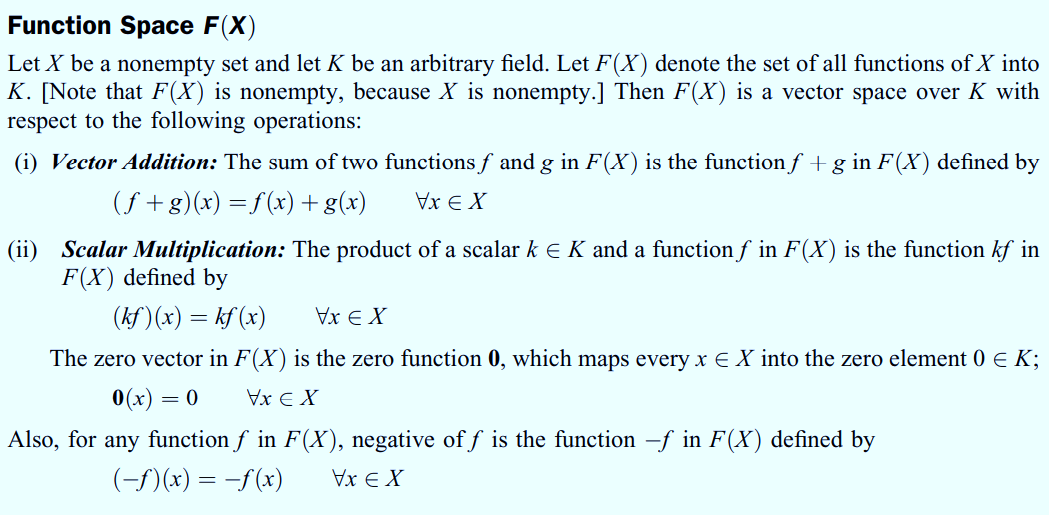 Function Space F(X)
Let X be a nonempty set and let K be an arbitrary field. Let F(X) denote the set of all functions of X into
K. [Note that F(X) is nonempty, because X is nonempty.] Then F(X) is a vector space over K with
respect to the following operations:
(i) Vector Addition: The sum of two functions f and g in F(X) is the function f + g in F(X) defined by
(f + g)(x) = f(x) + g(x) ∀x ∈ X
(ii) Scalar Multiplication: The product of a scalar k ∈ K and a function f in F(X) is the function kf in
F(X) defined by
(kf)(x) = kf(x) ∀x ∈ X
The zero vector in F(X) is the zero function 0, which maps every x ∈ X into the zero element 0 ∈ K;
0(x) = 0 ∀x ∈ X
Also, for any function f in F(X), negative of f is the function −f in F(X) defined by
(−f)(x) = −f(x) ∀x ∈ X